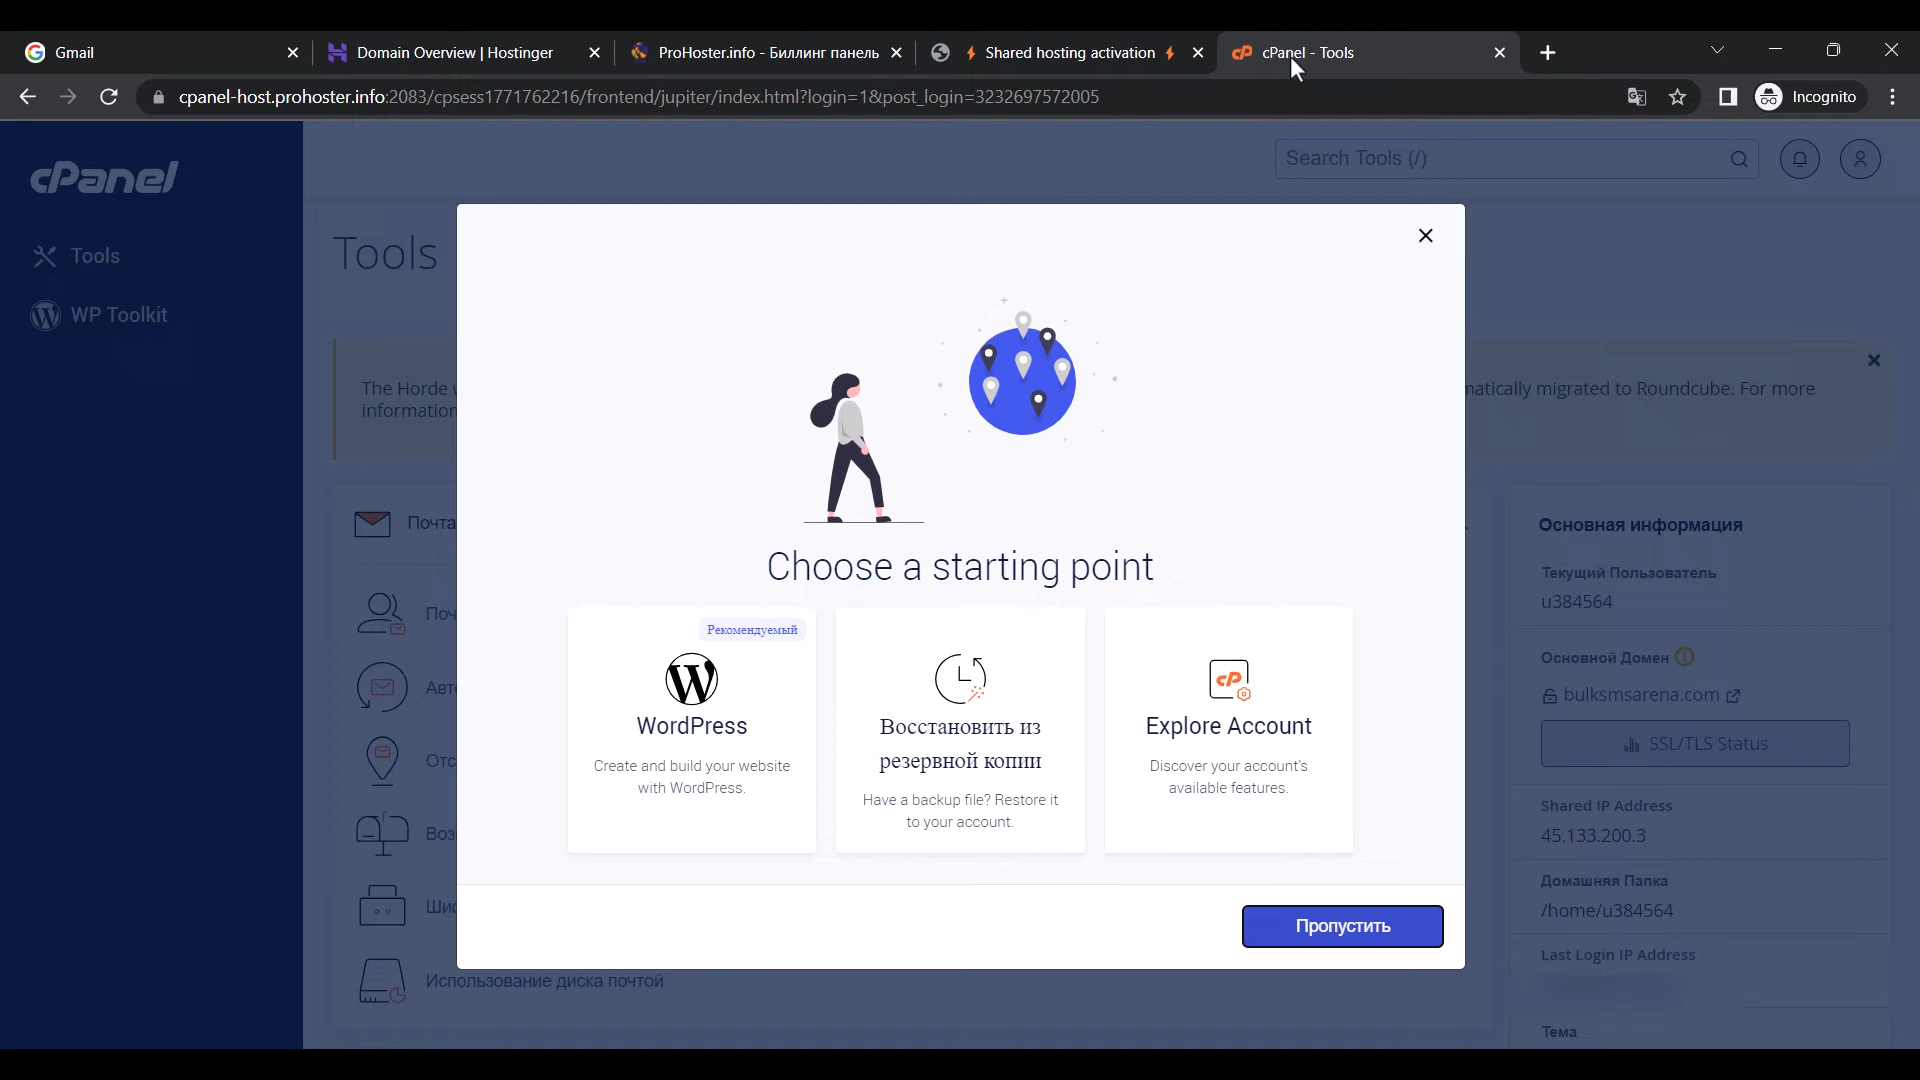 Gmail
Domain Overview | Hostinger
ProHoster.info - Биллинг панель
Shared hosting activation
cPanel - Tools
cpanel-host.prohoster.info:2083/cpsess1771762216/frontend/jupiter/index.html?login=1&post_login=3232697572005
Incognito
cPanel
Search Tools (/)
Tools
WP Toolkit
Tools
The Horde
matically migrated to Roundcube. For more
information
Почта
Использование диска почтой
Choose a starting point
Рекомендуемый
WordPress
Create and build your website
with WordPress.
Восстановить из
резервной копии
Have a backup file? Restore it
to your account.
Explore Account
Discover your account's
available features.
Пропустить
Основная информация
Текущий Пользователь
u384564
Основной Домен
bulksmsarena.com
SSL/TLS Status
Shared IP Address
45.133.200.3
Домашняя Папка
/home/u384564
Last Login IP Address
Тема